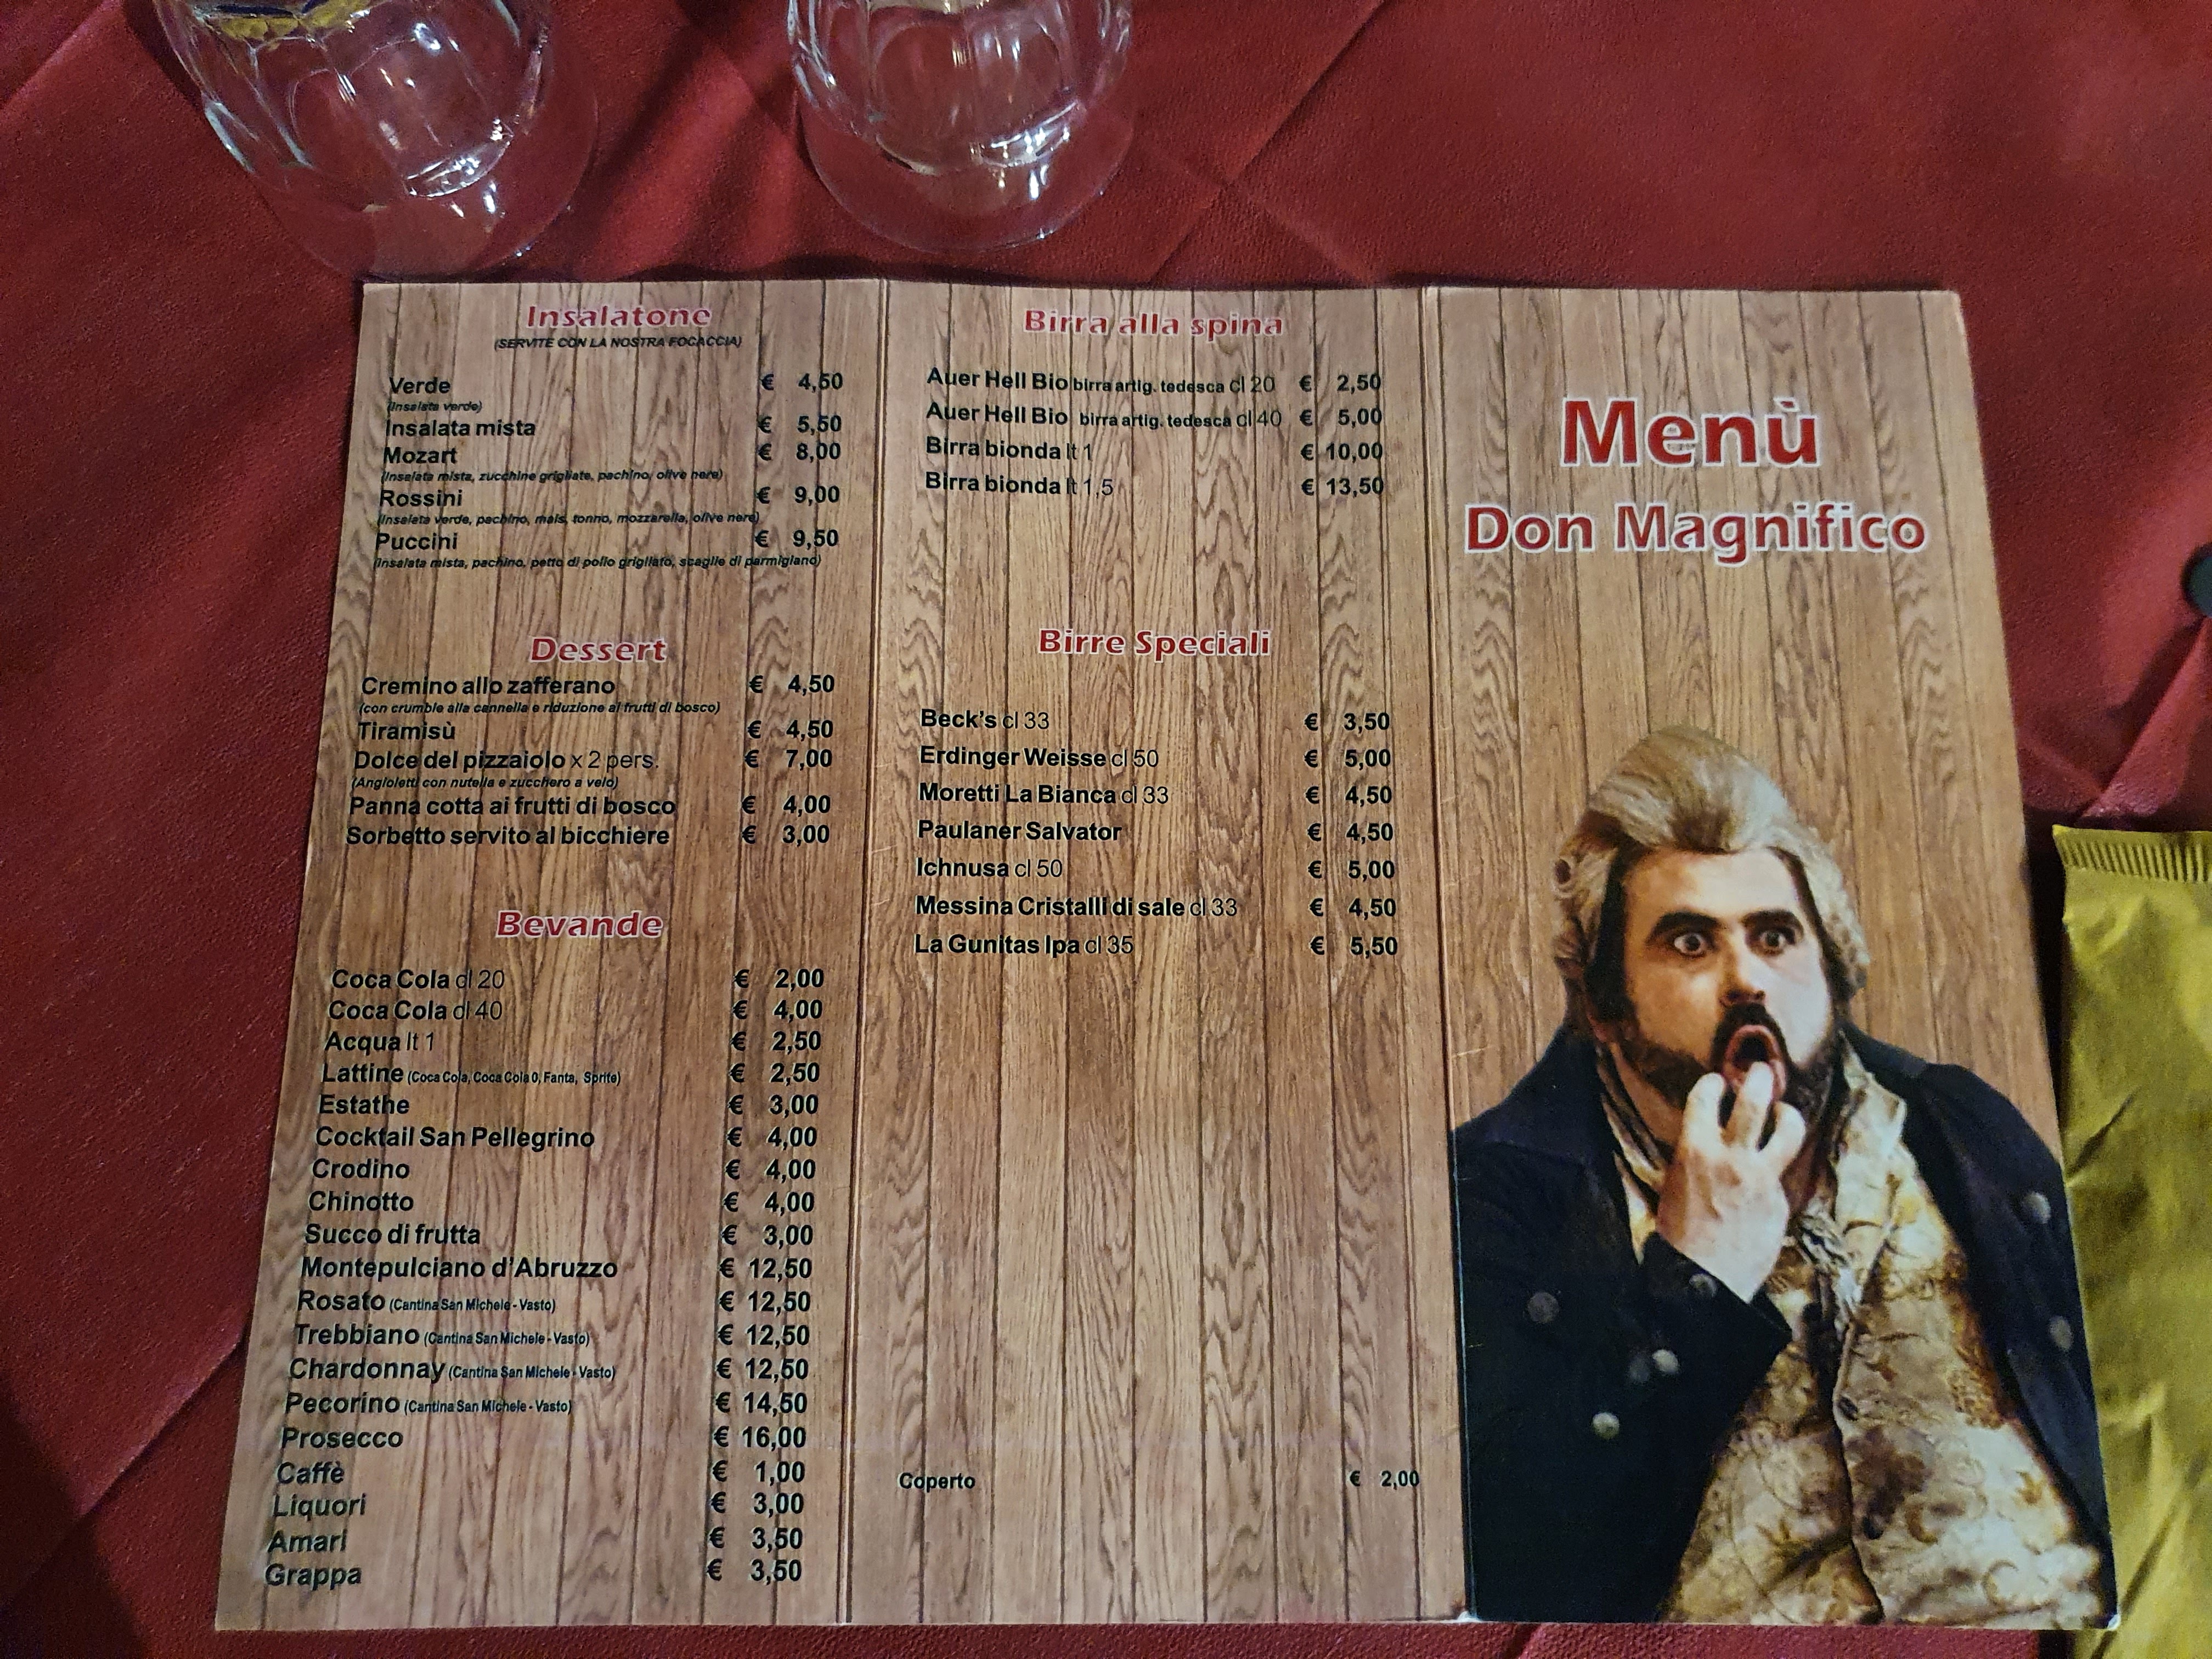 Insalatone
(SERVITE CON LA NOSTRA FOCACCIA)
Verde € 4,50
(Insalata verde)
Insalata mista € 5,50
Mozart € 8,00
(Insalata mista, zucchine grigliate, pachino, olive nere)
Rossini € 9,00
(Insalata verde, pachino, mais, tonno, mozzarella, olive nere)
Puccini € 9,50
(Insalata mista, pachino, petto di pollo grigliato, scaglie di parmigiano)
Dessert
Cremino allo zafferano € 4,50
(con crumble alla cannella e riduzione ai frutti di bosco)
Tiramisù € 4,50
Dolce del pizzaiolo x 2 pers. € 7,00
(Angioletti con nutella e zucchero a velo)
Panna cotta ai frutti di bosco € 4,00
Sorbetto servito al bicchiere € 3,00
Bevande
Coca Cola cl 20 € 2,00
Coca Cola cl 40 € 4,00
Acqua lt 1 € 2,50
Lattine (Coca Cola, Coca Cola 0, Fanta, Sprite) € 2,50
Estathe € 3,00
Cocktail San Pellegrino € 4,00
Crodino € 4,00
Chinotto € 4,00
Succo di frutta € 3,00
Montepulciano d'Abruzzo € 12,50
Rosato (Cantina San Michele - Vasto) € 12,50
Trebbiano (Cantina San Michele - Vasto) € 12,50
Chardonnay (Cantina San Michele - Vasto) € 12,50
Pecorino (Cantina San Michele - Vasto) € 14,50
Prosecco € 16,00
Caffè € 1,00
Liquori € 3,00
Amari € 3,50
Grappa € 3,50
Birra alla spina
Auer Hell Bio birra artig. tedesca cl 20 € 2,50
Auer Hell Bio birra artig. tedesca cl 40 € 5,00
Birra bionda lt 1 € 10,00
Birra bionda lt 1,5 € 13,50
Birre Speciali
Beck's cl 33 € 3,50
Erdinger Weisse cl 50 € 5,00
Moretti La Bianca cl 33 € 4,50
Paulaner Salvator € 4,50
Ichnusa cl 50 € 5,00
Messina Cristalli di sale cl 33 € 4,50
La Gunitas Ipa cl 35 € 5,50
Coperto € 2,00
Menù
Don Magnifico